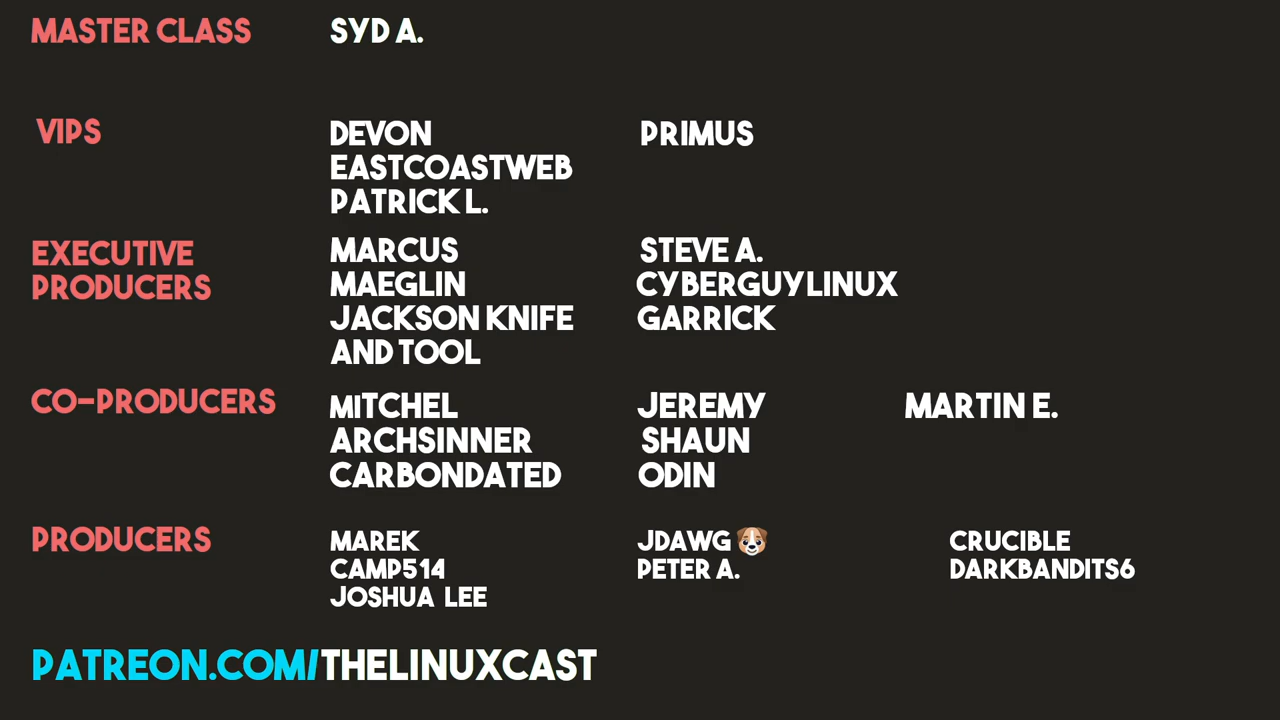 MASTER CLASS SYD A.
VIPS DEVON PRIMUS
EASTCOASTWEB
PATRICK L.
EXECUTIVE MARCUS STEVE A.
PRODUCERS MAEGLIN CYBERGUYLINUX
JACKSON KNIFE GARRICK
AND TOOL
CO-PRODUCERS MITCHEL JEREMY MARTIN E.
ARCHSINNER SHAUN
CARBONDATED ODIN
PRODUCERS MAREK JDAWG🐶 CRUCIBLE
CAMP514 PETER A. DARKBANDITS6
JOSHUA LEE
PATREON.COM/THELINUXCAST